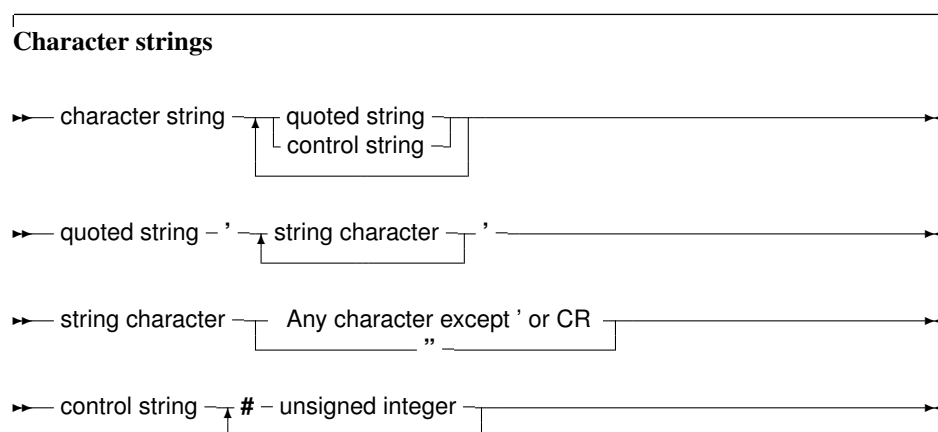 Character strings
character string quoted string
control string
quoted string ’ string character ’
string character Any character except ’ or CR
”
control string # unsigned integer